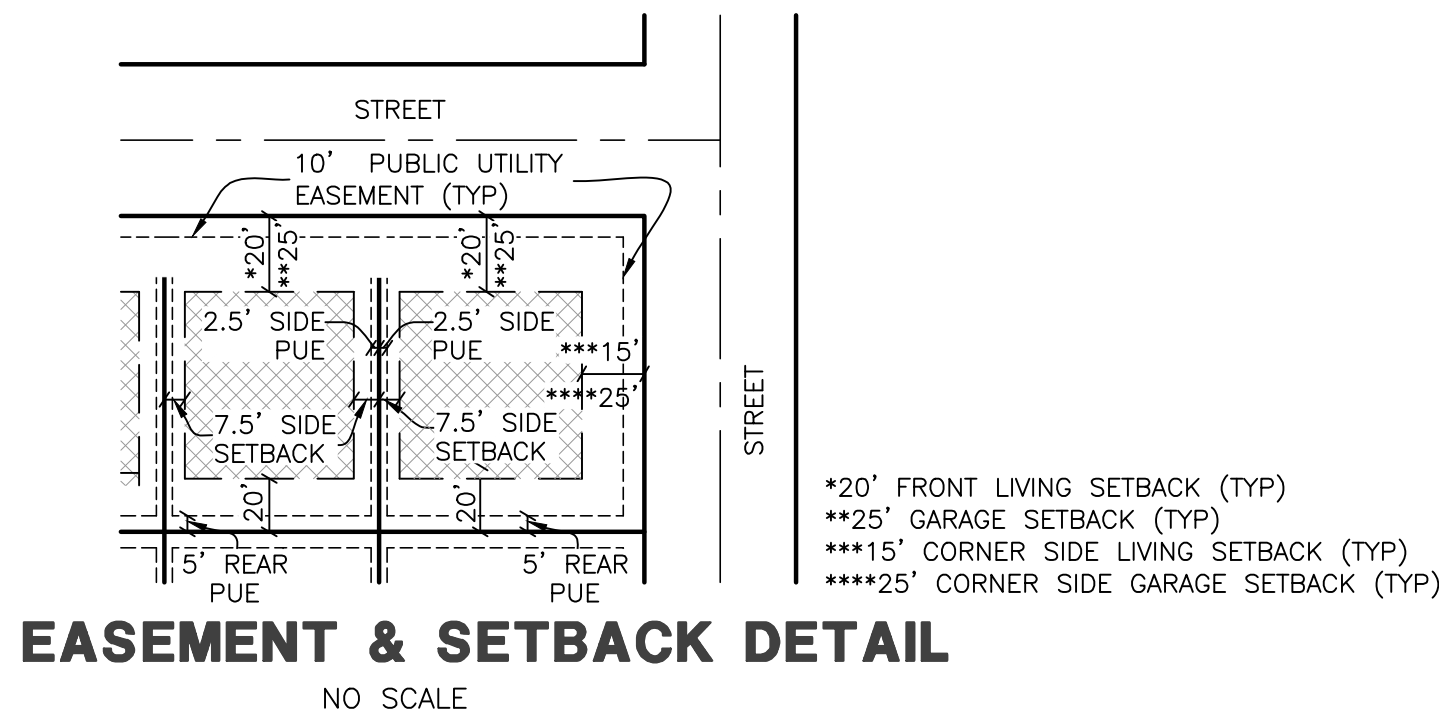 STREET
10' PUBLIC UTILITY
EASEMENT (TYP)
*20'
**25'
*20'
**25'
2.5' SIDE
PUE
2.5' SIDE
PUE
***15'
****25'
7.5' SIDE
SETBACK
7.5' SIDE
SETBACK
STREET
20'
20'
5' REAR
PUE
5' REAR
PUE
*20' FRONT LIVING SETBACK (TYP)
**25' GARAGE SETBACK (TYP)
***15' CORNER SIDE LIVING SETBACK (TYP)
****25' CORNER SIDE GARAGE SETBACK (TYP)
EASEMENT & SETBACK DETAIL
NO SCALE